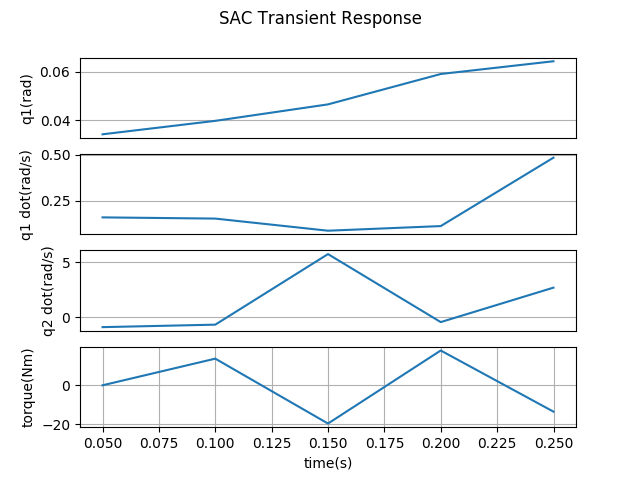 SAC Transient Response
q1(rad)
0.06
0.04
q1 dot(rad/s)
0.50
0.25
q2 dot(rad/s)
5
0
torque(Nm)
0
−20
0.050 0.075 0.100 0.125 0.150 0.175 0.200 0.225 0.250
time(s)